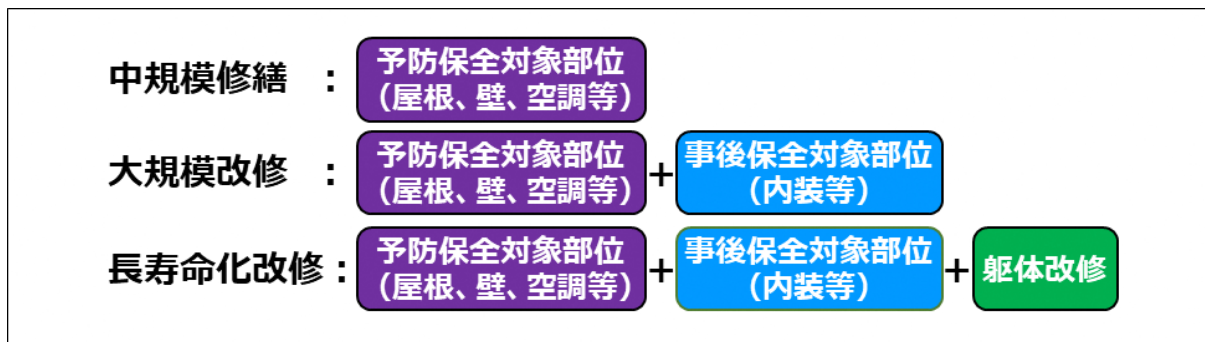 中規模修繕 : 予防保全対象部位
(屋根、壁、空調等)
大規模改修 : 予防保全対象部位 + 事後保全対象部位
(屋根、壁、空調等) (内装等)
長寿命化改修: 予防保全対象部位 + 事後保全対象部位 + 躯体改修
(屋根、壁、空調等) (内装等)